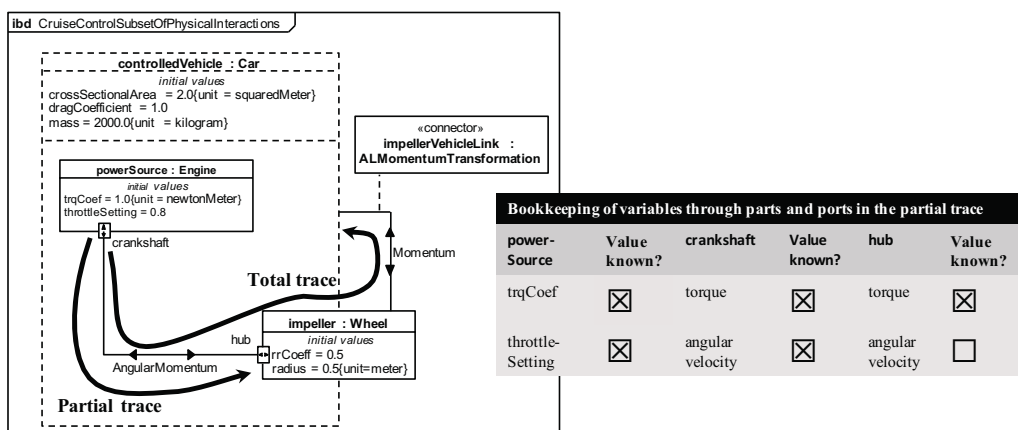 ibd CruiseControlSubsetOfPhysicalInteractions
controlledVehicle : Car
initial values
crossSectionalArea = 2.0{unit = squaredMeter}
dragCoefficient = 1.0
mass = 2000.0{unit = kilogram}
«connector»
impellerVehicleLink :
ALMomentumTransformation
powerSource : Engine
initial values
trqCoef = 1.0{unit = newtonMeter}
throttleSetting = 0.8
crankshaft
Momentum
Total trace
impeller : Wheel
initial values
hub
rrCoeff = 0.5
radius = 0.5{unit=meter}
AngularMomentum
Partial trace
Bookkeeping of variables through parts and ports in the partial trace
power-
Source
Value
known?
crankshaft
Value
known?
hub
Value
known?
trqCoef
torque
torque
throttle-
Setting
angular
velocity
angular
velocity